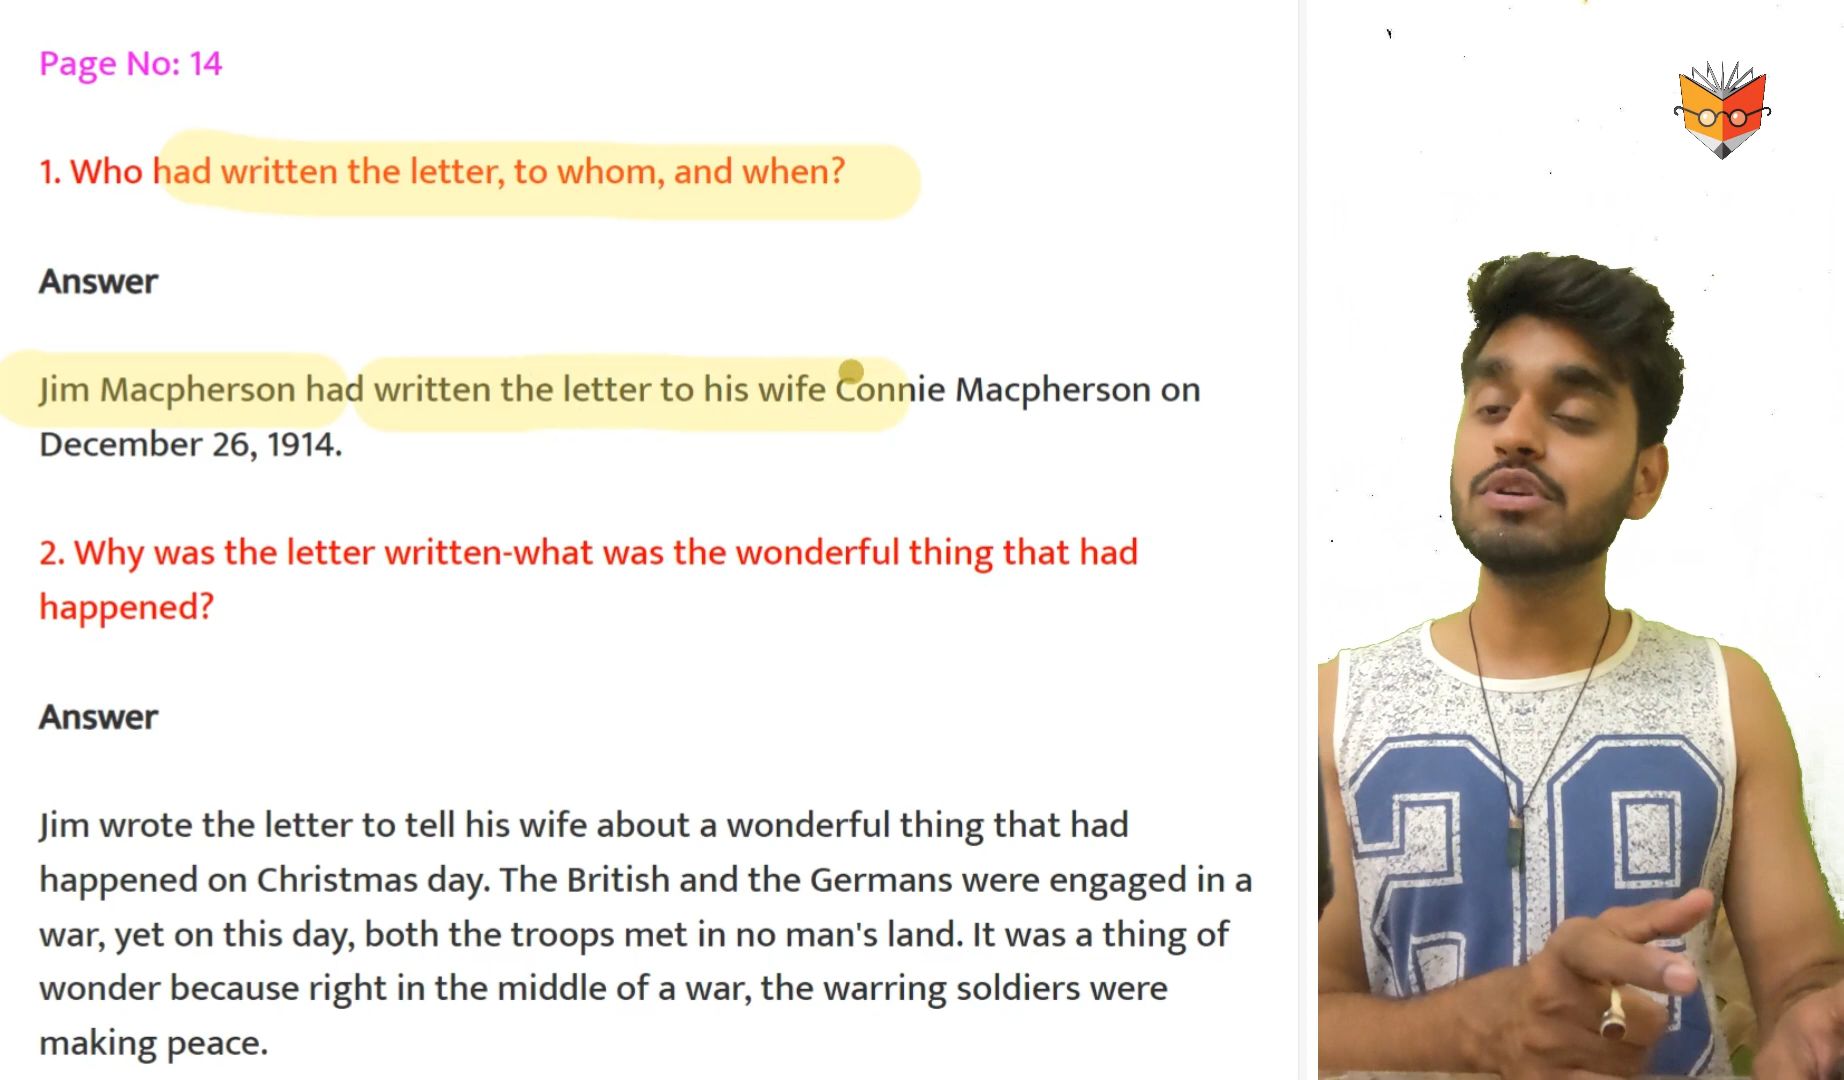 Page No: 14
1. Who had written the letter, to whom, and when?
Answer
Jim Macpherson had written the letter to his wife Connie Macpherson on
December 26, 1914.
2. Why was the letter written-what was the wonderful thing that had
happened?
Answer
Jim wrote the letter to tell his wife about a wonderful thing that had
happened on Christmas day. The British and the Germans were engaged in a
war, yet on this day, both the troops met in no man's land. It was a thing of
wonder because right in the middle of a war, the warring soldiers were
making peace.